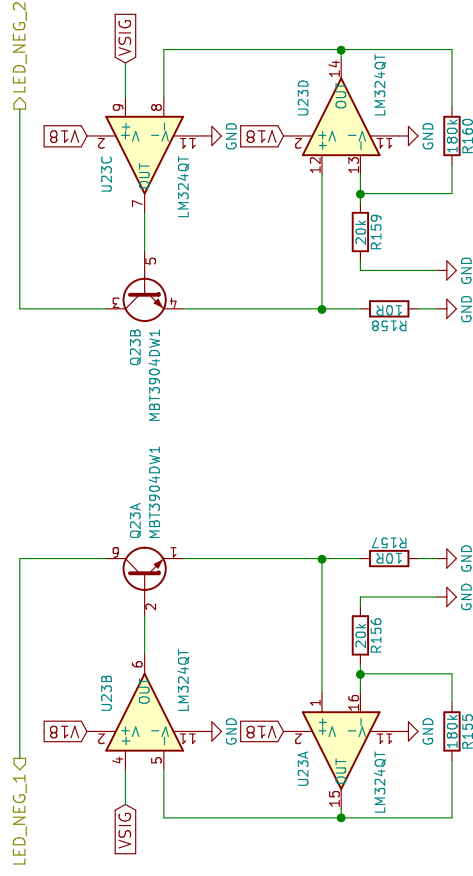 LED_NEG_2
VSIG
9
8
V18
2
+
-
V+
V-
11
GND
OUT
U23C
LM324QT
7
5
3
4
Q23B
MBT3904DW1
14
OUT
U23D
LM324QT
V18
2
+
-
V+
V-
11
GND
12
13
180k
R160
20k
R159
GND
10R
R158
GND
MBT3904DW1
Q23A
6
1
2
R157
10R
GND
GND
20k
R156
6
OUT
U23B
LM324QT
V18
2
+
-
V+
V-
11
GND
4
5
VSIG
LED_NEG_1
1
16
V18
2
+
-
V+
V-
11
GND
U23A
OUT
LM324QT
15
180k
R155